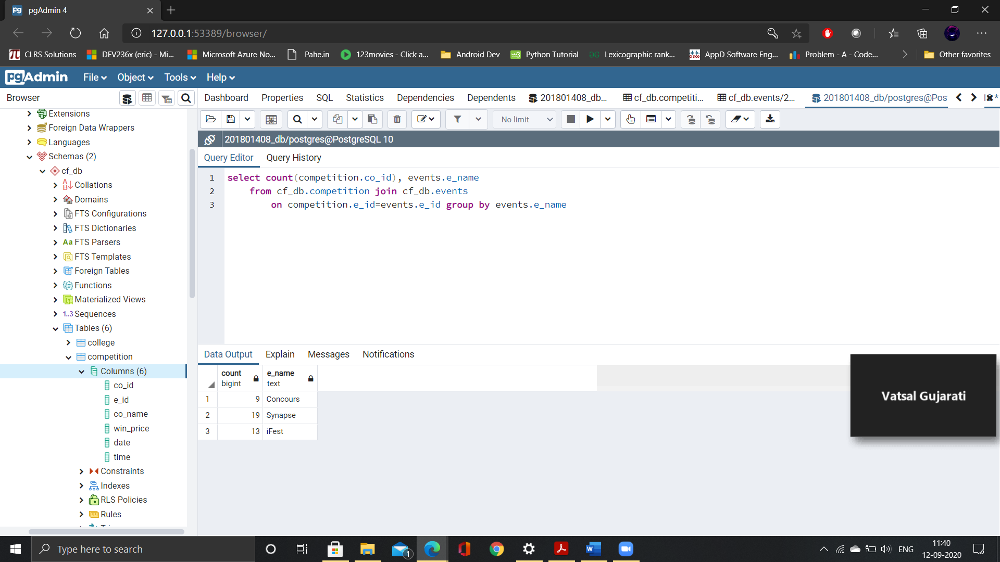 pgAdmin 4
127.0.0.1:53389/browser/
CLRS Solutions
DEV236x (eric) - Mi...
Microsoft Azure No...
Pahe.in
123movies - Click a...
Android Dev
Python Tutorial
Lexicographic rank...
AppD Software Eng...
Problem - A - Code...
Other favorites
pgAdmin
File
Object
Tools
Help
Browser
Dashboard
Properties
SQL
Statistics
Dependencies
Dependents
201801408_db...
cf_db.competiti...
cf_db.events/2...
201801408_db/postgres@Pos
Extensions
Foreign Data Wrappers
Languages
Schemas (2)
cf_db
Collations
Domains
FTS Configurations
FTS Dictionaries
Aa FTS Parsers
FTS Templates
Foreign Tables
Functions
Materialized Views
1..3 Sequences
Tables (6)
college
competition
Columns (6)
co_id
e_id
co_name
win_price
date
time
Constraints
Indexes
RLS Policies
Rules
No limit
201801408_db/postgres@PostgreSQL 10
Query Editor
Query History
1 select count(competition.co_id), events.e_name
2 from cf_db.competition join cf_db.events
3 on competition.e_id=events.e_id group by events.e_name
Data Output
Explain
Messages
Notifications
count bigint
e_name text
1 9 Concours
2 19 Synapse
3 13 iFest
Vatsal Gujarati
Type here to search
1
ENG
11:40
12-09-2020